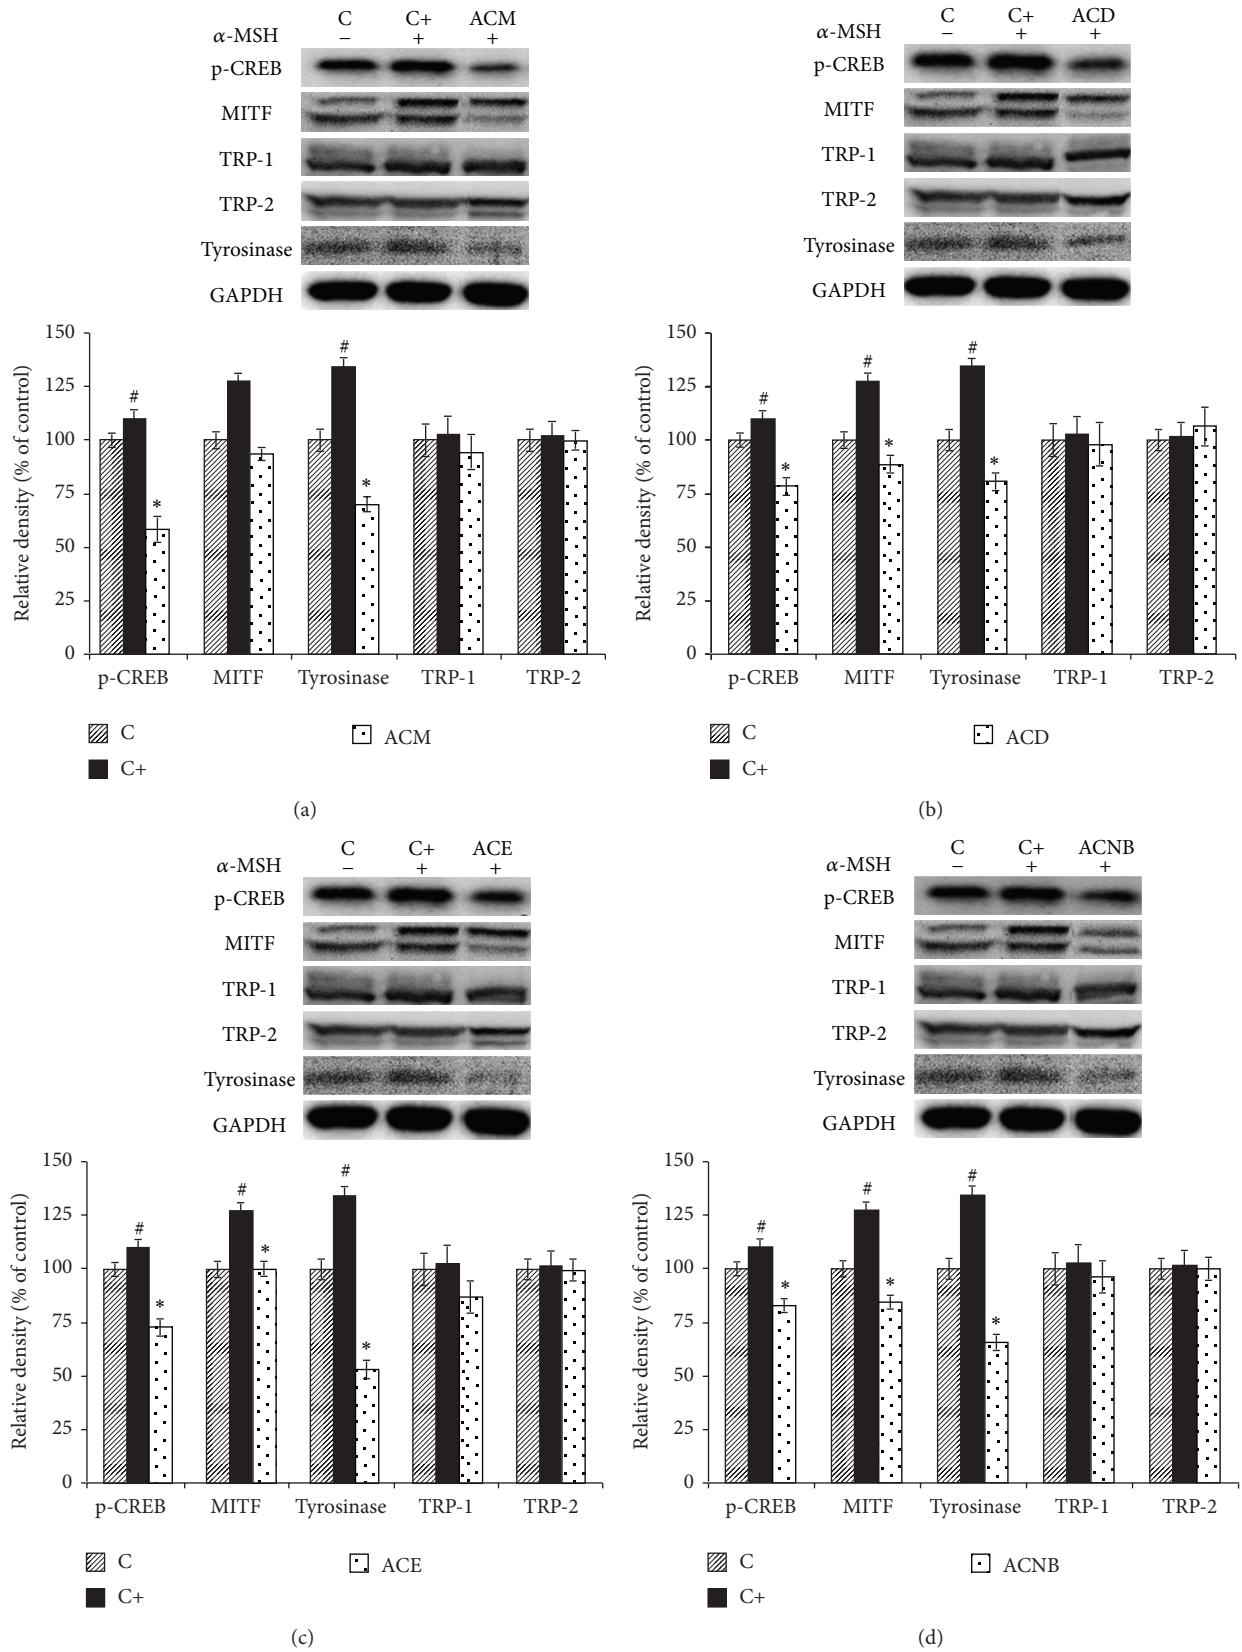 C C+ ACM
α-MSH − + +
p-CREB
MITF
TRP-1
TRP-2
Tyrosinase
GAPDH
Relative density (% of control)
150
125
100
75
50
25
0
# * # * #
p-CREB MITF Tyrosinase TRP-1 TRP-2
C
C+
ACM
(a)
C C+ ACD
α-MSH − + +
p-CREB
MITF
TRP-1
TRP-2
Tyrosinase
GAPDH
Relative density (% of control)
150
125
100
75
50
25
0
# * # * # *
p-CREB MITF Tyrosinase TRP-1 TRP-2
C
C+
ACD
(b)
C C+ ACE
α-MSH − + +
p-CREB
MITF
TRP-1
TRP-2
Tyrosinase
GAPDH
Relative density (% of control)
150
125
100
75
50
25
0
# * # * # *
p-CREB MITF Tyrosinase TRP-1 TRP-2
C
C+
ACE
(c)
C C+ ACNB
α-MSH − + +
p-CREB
MITF
TRP-1
TRP-2
Tyrosinase
GAPDH
Relative density (% of control)
150
125
100
75
50
25
0
# * # * # *
p-CREB MITF Tyrosinase TRP-1 TRP-2
C
C+
ACNB
(d)